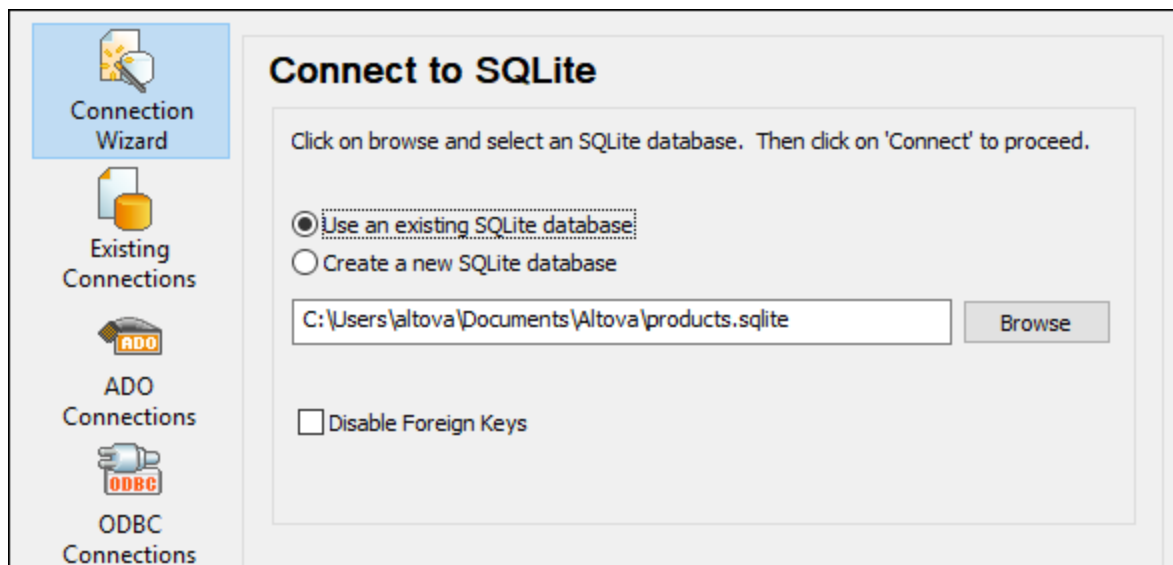 Connection
Wizard
Existing
Connections
ADO
ADO
Connections
ODBC
ODBC
Connections
Connect to SQLite
Click on browse and select an SQLite database.  Then click on 'Connect' to proceed.
Use an existing SQLite database
Create a new SQLite database
C:\Users\altova\Documents\Altova\products.sqlite
Browse
Disable Foreign Keys